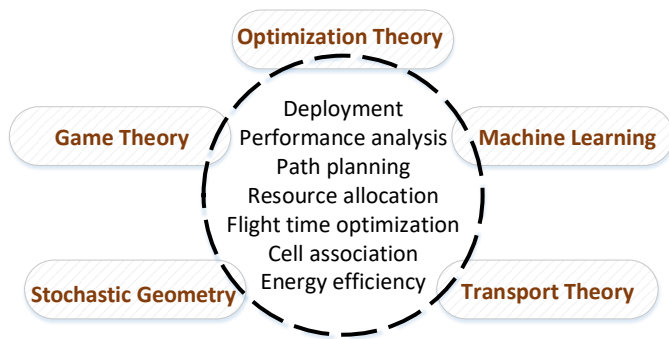 Optimization Theory
Game Theory
Machine Learning
Deployment
Performance analysis
Path planning
Resource allocation
Flight time optimization
Cell association
Energy efficiency
Stochastic Geometry
Transport Theory